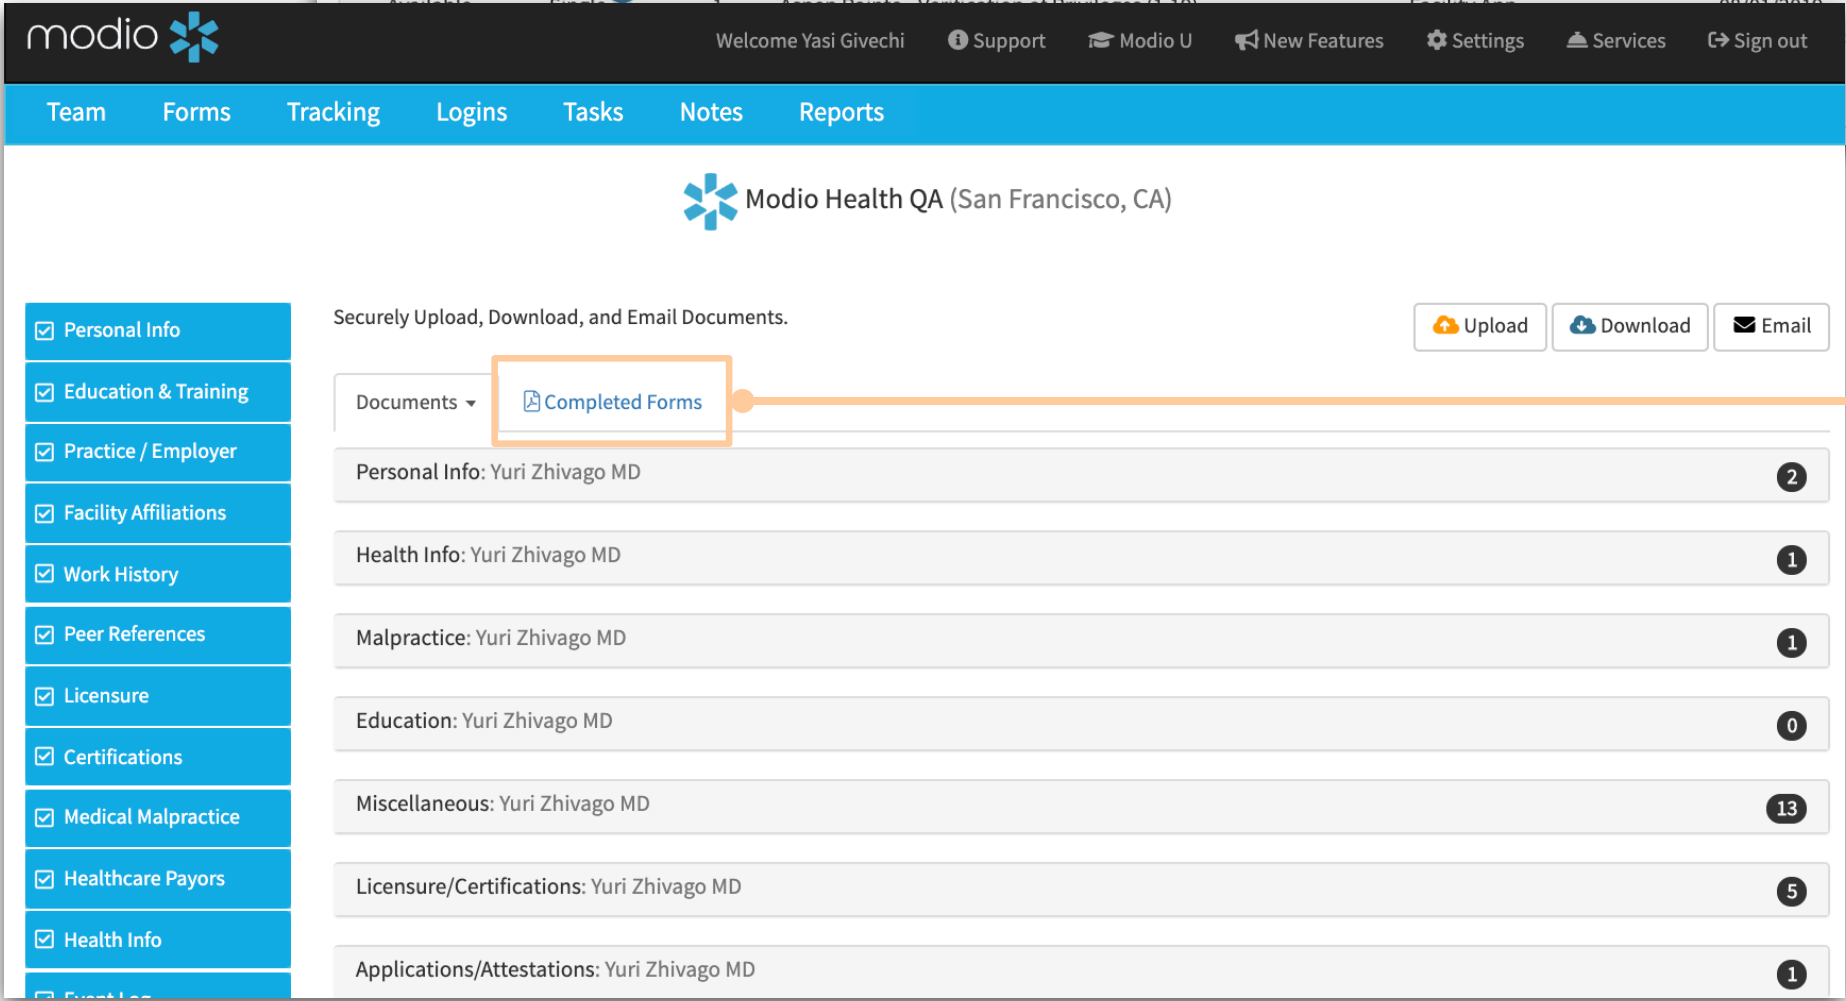 modio
Welcome Yasi Givechi Support Modio U New Features Settings Services Sign out
Team Forms Tracking Logins Tasks Notes Reports
Modio Health QA (San Francisco, CA)
Securely Upload, Download, and Email Documents.
Upload Download Email
Documents Completed Forms
Personal Info
Education & Training
Practice / Employer
Facility Affiliations
Work History
Peer References
Licensure
Certifications
Medical Malpractice
Healthcare Payors
Health Info
Event Log
Personal Info: Yuri Zhivago MD 2
Health Info: Yuri Zhivago MD 1
Malpractice: Yuri Zhivago MD 1
Education: Yuri Zhivago MD 0
Miscellaneous: Yuri Zhivago MD 13
Licensure/Certifications: Yuri Zhivago MD 5
Applications/Attestations: Yuri Zhivago MD 1